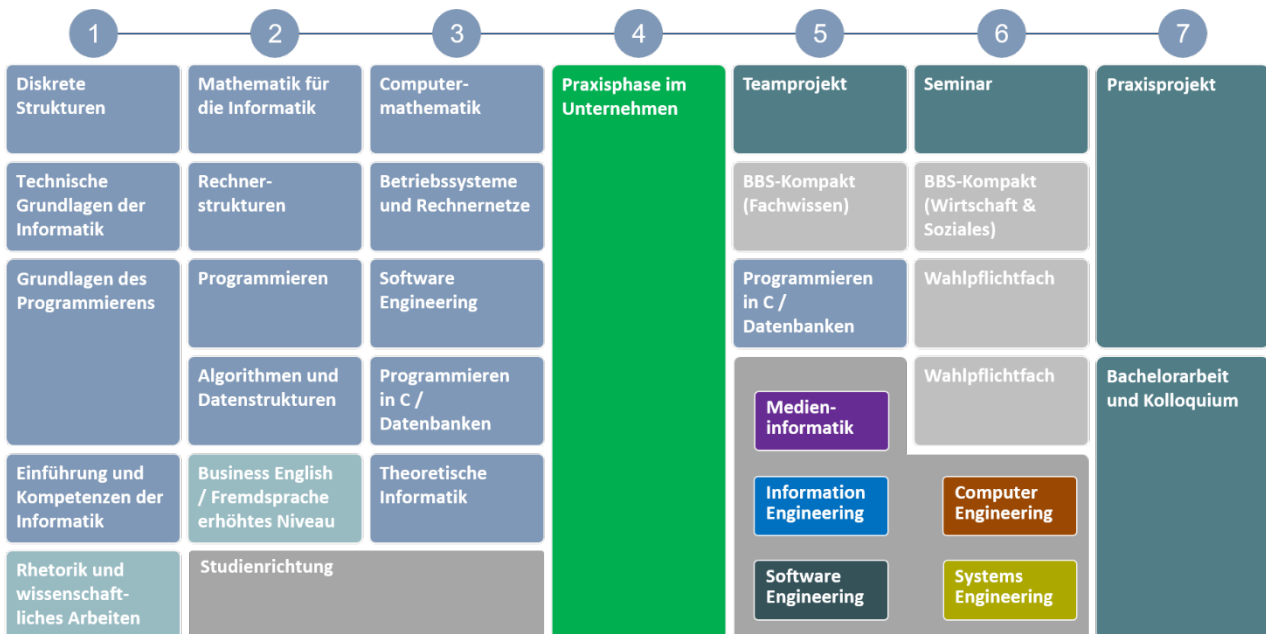 1
2
3
4
5
6
7
Diskrete
Strukturen
Mathematik für
die Informatik
Computer-
mathematik
Praxisphase im
Unternehmen
Teamprojekt
Seminar
Praxisprojekt
Technische
Grundlagen der
Informatik
Rechner-
strukturen
Betriebssysteme
und Rechnernetze
BBS-Kompakt
(Fachwissen)
BBS-Kompakt
(Wirtschaft &
Soziales)
Grundlagen des
Programmierens
Programmieren
Software
Engineering
Programmieren
in C /
Datenbanken
Wahlpflichtfach
Algorithmen und
Datenstrukturen
Programmieren
in C /
Datenbanken
Medien-
informatik
Wahlpflichtfach
Bachelorarbeit
und Kolloquium
Einführung und
Kompetenzen der
Informatik
Business English
/ Fremdsprache
erhöhtes Niveau
Theoretische
Informatik
Information
Engineering
Computer
Engineering
Rhetorik und
wissenschaft-
liches Arbeiten
Studienrichtung
Software
Engineering
Systems
Engineering